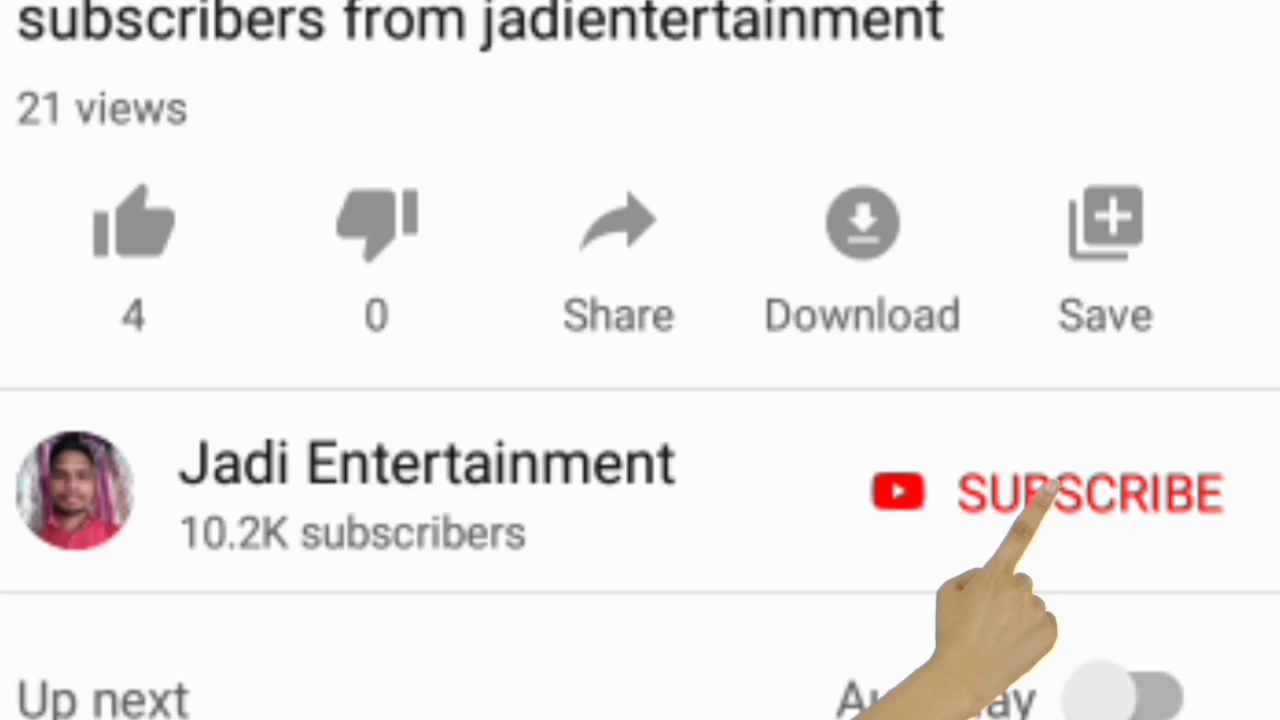 subscribers from jadientertainment
21 views
4 0 Share Download Save
Jadi Entertainment
SUBSCRIBE
10.2K subscribers
Up next